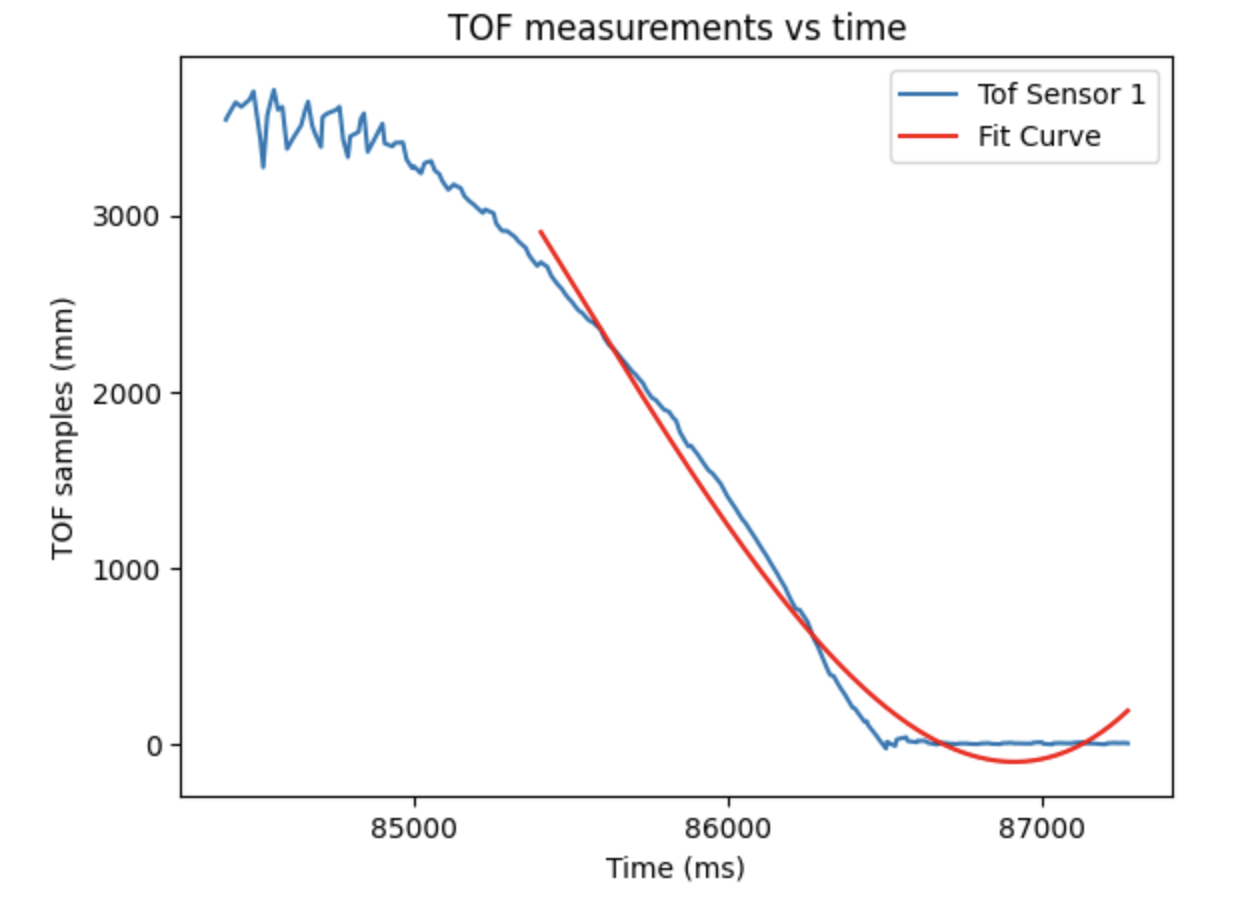 TOF measurements vs time
Tof Sensor 1
Fit Curve
3000
2000
1000
0
TOF samples (mm)
85000
86000
87000
Time (ms)